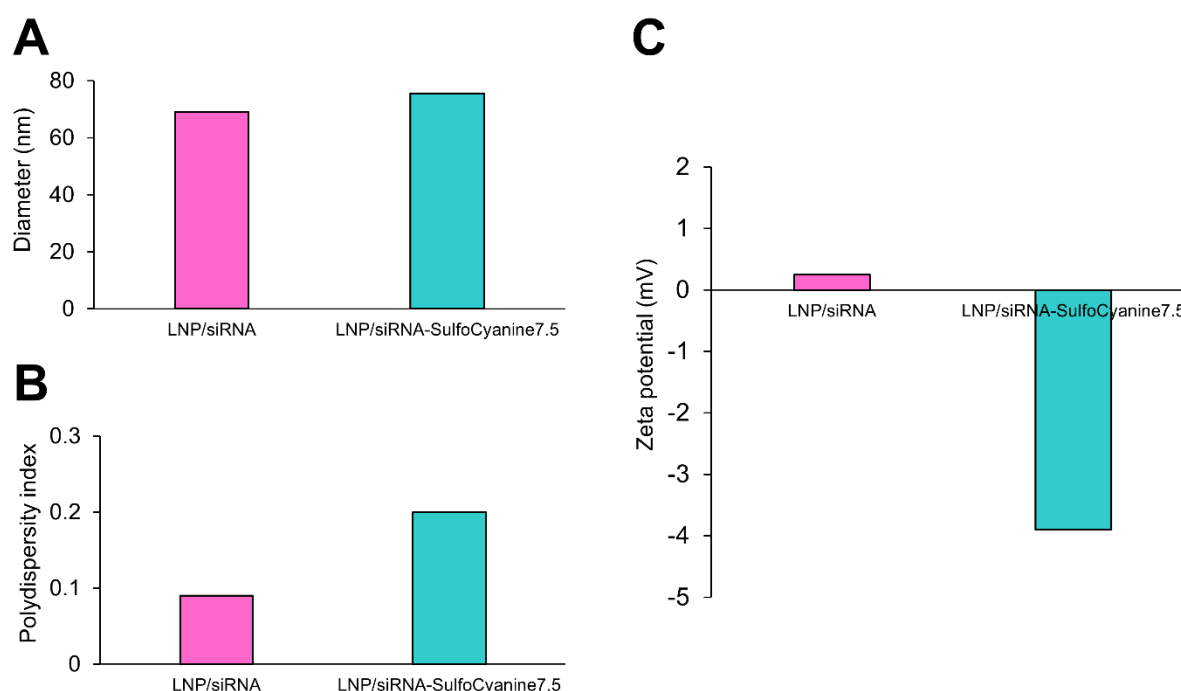 A
Diameter (nm)
80
60
40
20
0
LNP/siRNA
LNP/siRNA-SulfoCyanine7.5
B
Polydispersity index
0.3
0.2
0.1
0
LNP/siRNA
LNP/siRNA-SulfoCyanine7.5
C
Zeta potential (mV)
2
1
0
-1
-2
-3
-4
-5
LNP/siRNA
LNP/siRNA-SulfoCyanine7.5